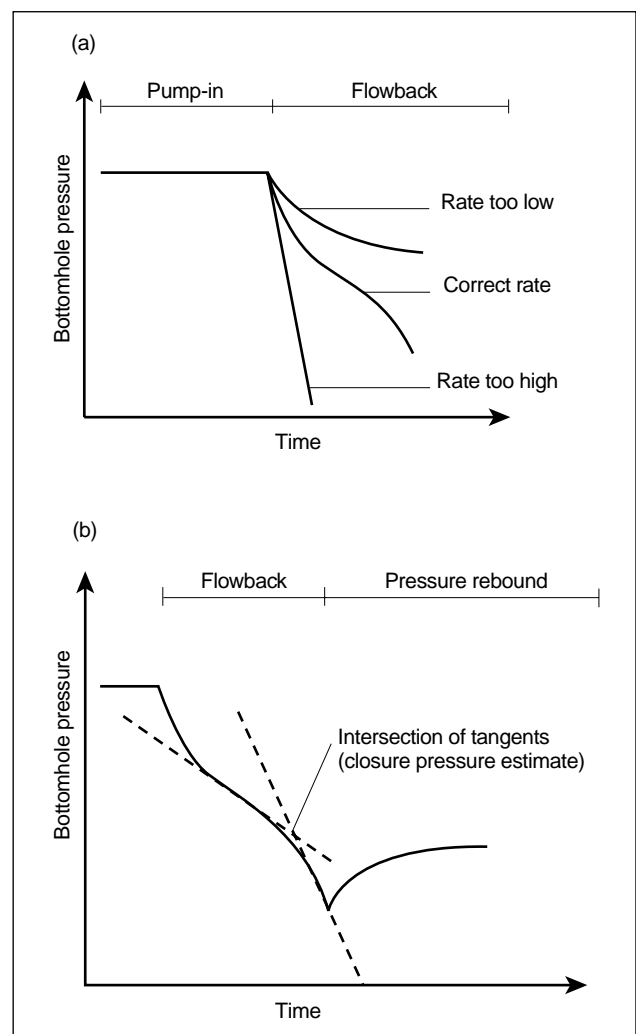 (a)
Pump-in
Flowback
Bottomhole pressure
Rate too low
Correct rate
Rate too high
Time
(b)
Flowback
Pressure rebound
Bottomhole pressure
Intersection of tangents
(closure pressure estimate)
Time